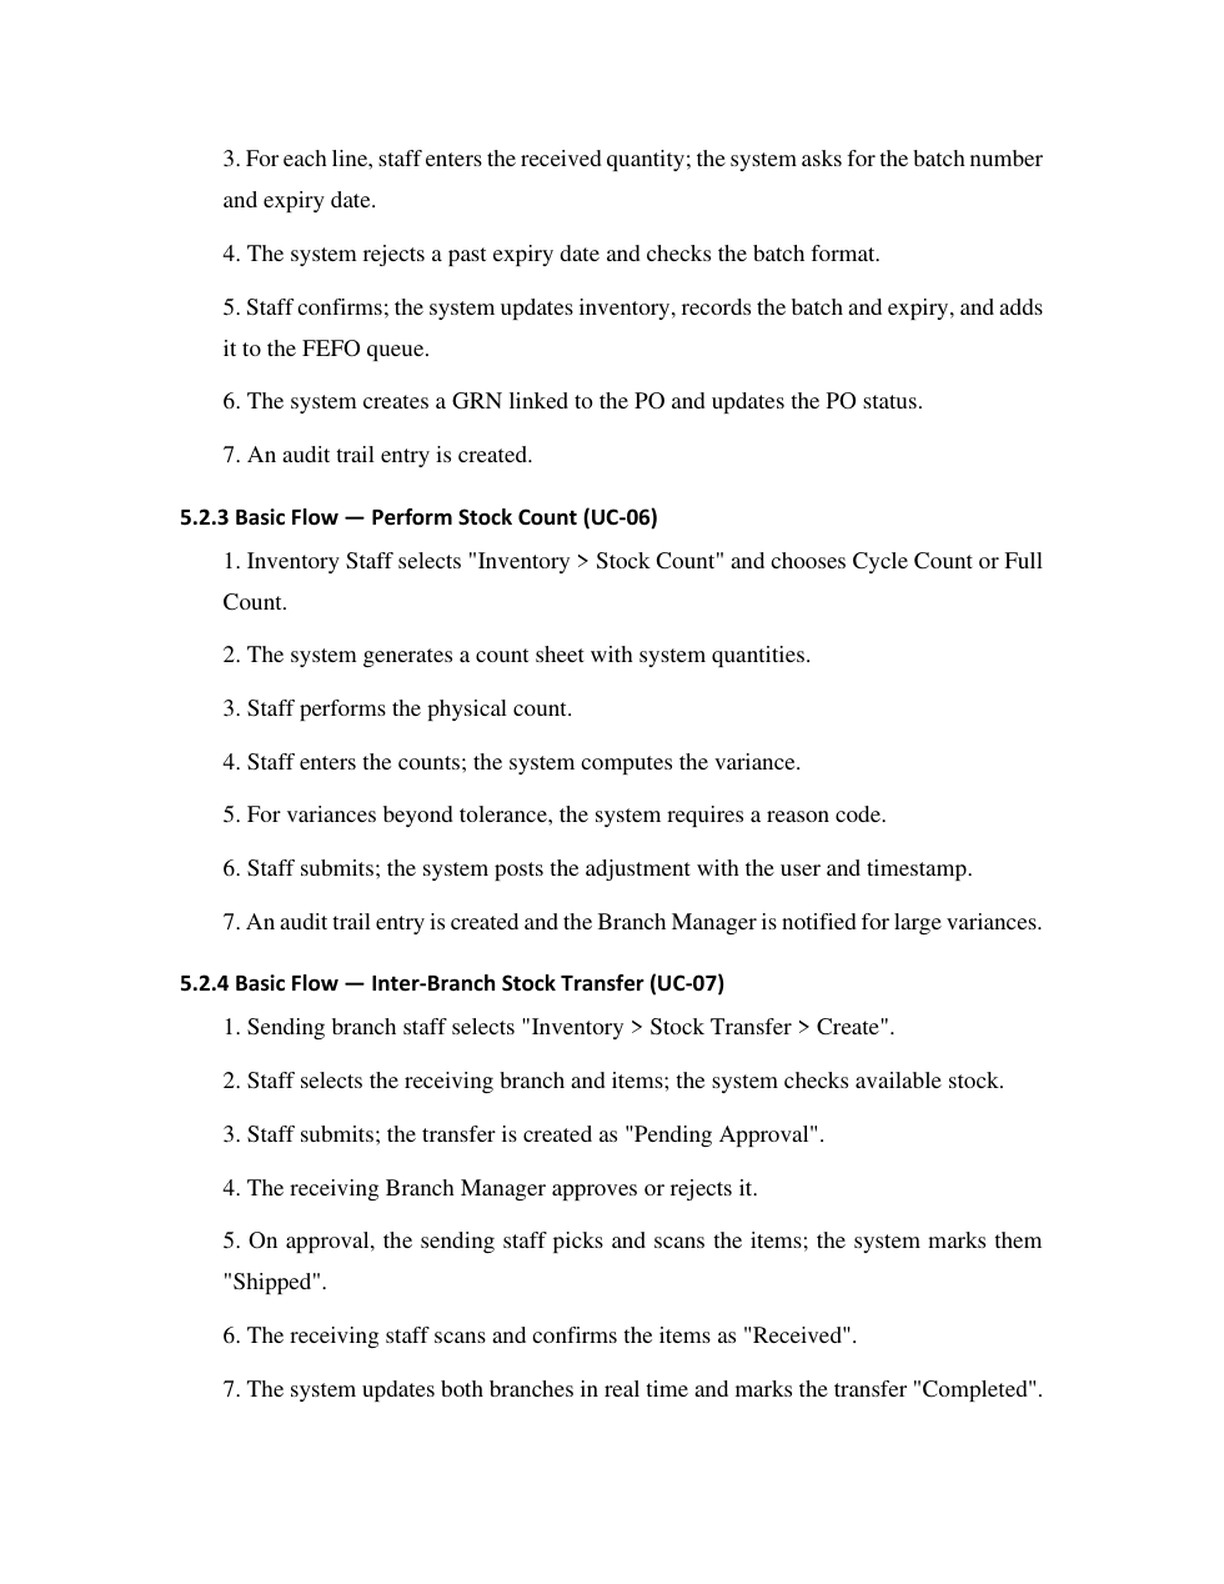 3. For each line, staff enters the received quantity; the system asks for the batch number
and expiry date.
4. The system rejects a past expiry date and checks the batch format.
5. Staff confirms; the system updates inventory, records the batch and expiry, and adds
it to the FEFO queue.
6. The system creates a GRN linked to the PO and updates the PO status.
7. An audit trail entry is created.
5.2.3 Basic Flow — Perform Stock Count (UC-06)
1. Inventory Staff selects "Inventory > Stock Count" and chooses Cycle Count or Full
Count.
2. The system generates a count sheet with system quantities.
3. Staff performs the physical count.
4. Staff enters the counts; the system computes the variance.
5. For variances beyond tolerance, the system requires a reason code.
6. Staff submits; the system posts the adjustment with the user and timestamp.
7. An audit trail entry is created and the Branch Manager is notified for large variances.
5.2.4 Basic Flow — Inter-Branch Stock Transfer (UC-07)
1. Sending branch staff selects "Inventory > Stock Transfer > Create".
2. Staff selects the receiving branch and items; the system checks available stock.
3. Staff submits; the transfer is created as "Pending Approval".
4. The receiving Branch Manager approves or rejects it.
5. On approval, the sending staff picks and scans the items; the system marks them
"Shipped".
6. The receiving staff scans and confirms the items as "Received".
7. The system updates both branches in real time and marks the transfer "Completed".